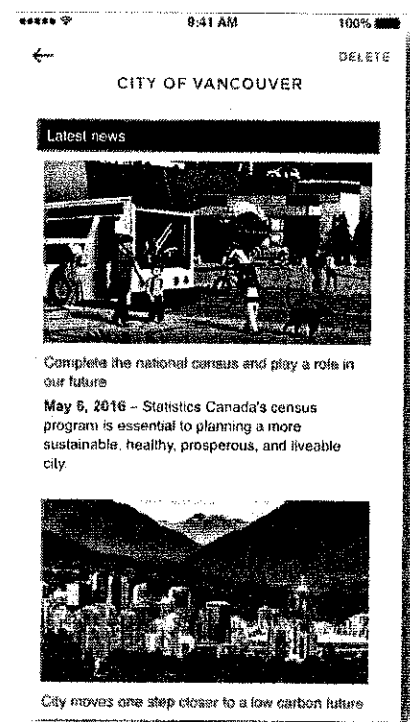 9:41 AM 100%
← DELETE
CITY OF VANCOUVER
Latest news
Complete the national census and play a role in
our future
May 6, 2016 – Statistics Canada's census
program is essential to planning a more
sustainable, healthy, prosperous, and liveable
city.
City moves one step closer to a low carbon future